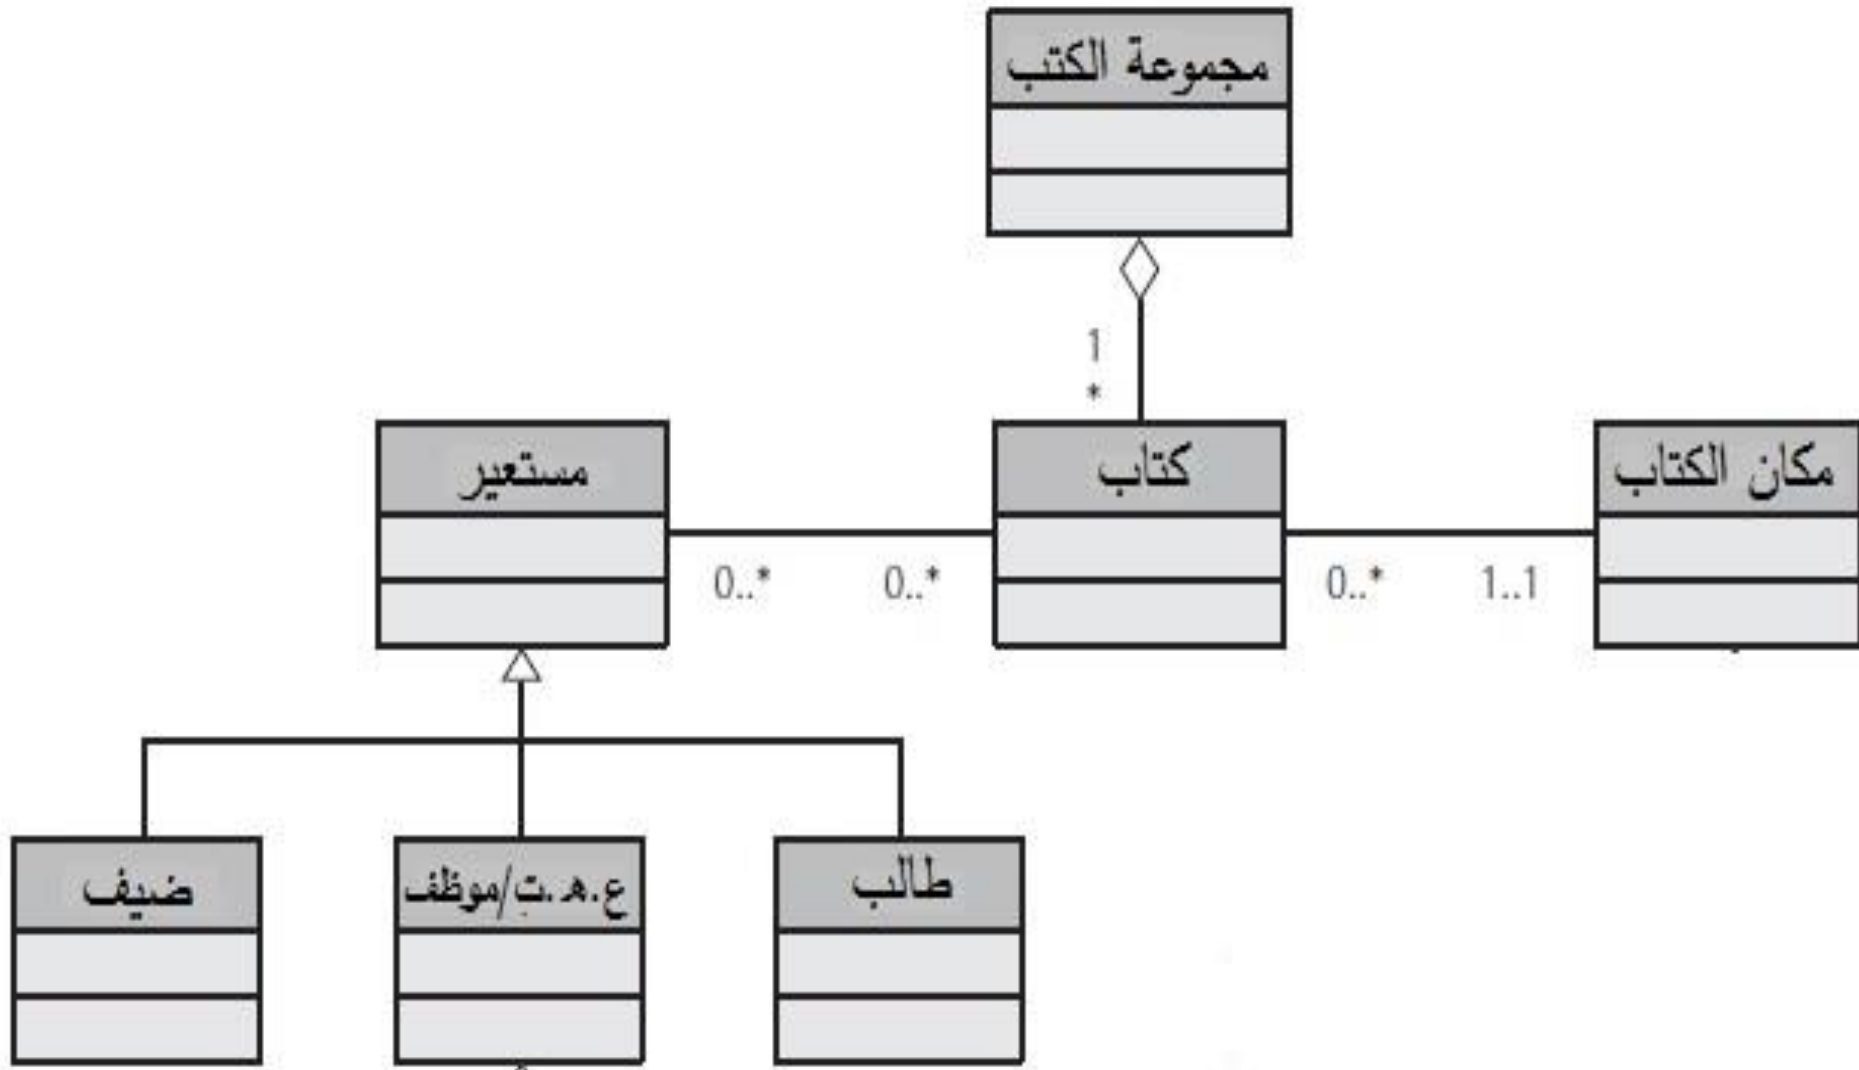 مجموعة الكتب
1
*
مستعير
كتاب
مكان الكتاب
0..*
0..*
0..*
1..1
ضيف
ع.هـ.ت/موظف
طالب